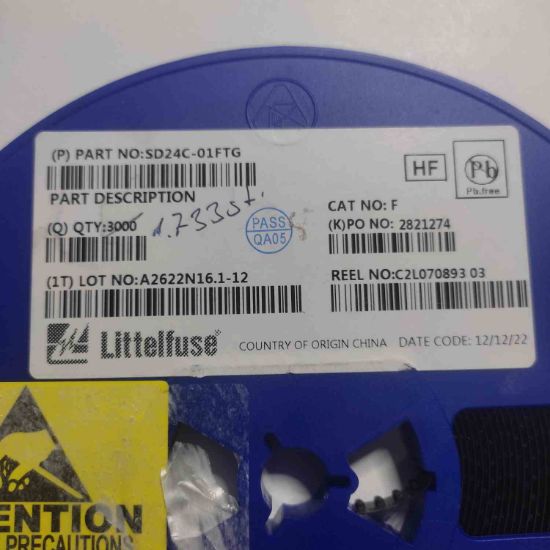 (P) PART NO:SD24C-01FTG
HF
Pb
Pb.free
PART DESCRIPTION
CAT NO: F
(Q) QTY:3000
PASS
QA05
(K)PO NO: 2821274
(1T) LOT NO:A2622N16.1-12
REEL NO:C2L070893 03
Littelfuse®
COUNTRY OF ORIGIN CHINA
DATE CODE: 12/12/22
ENTION
PRECAUTIONS